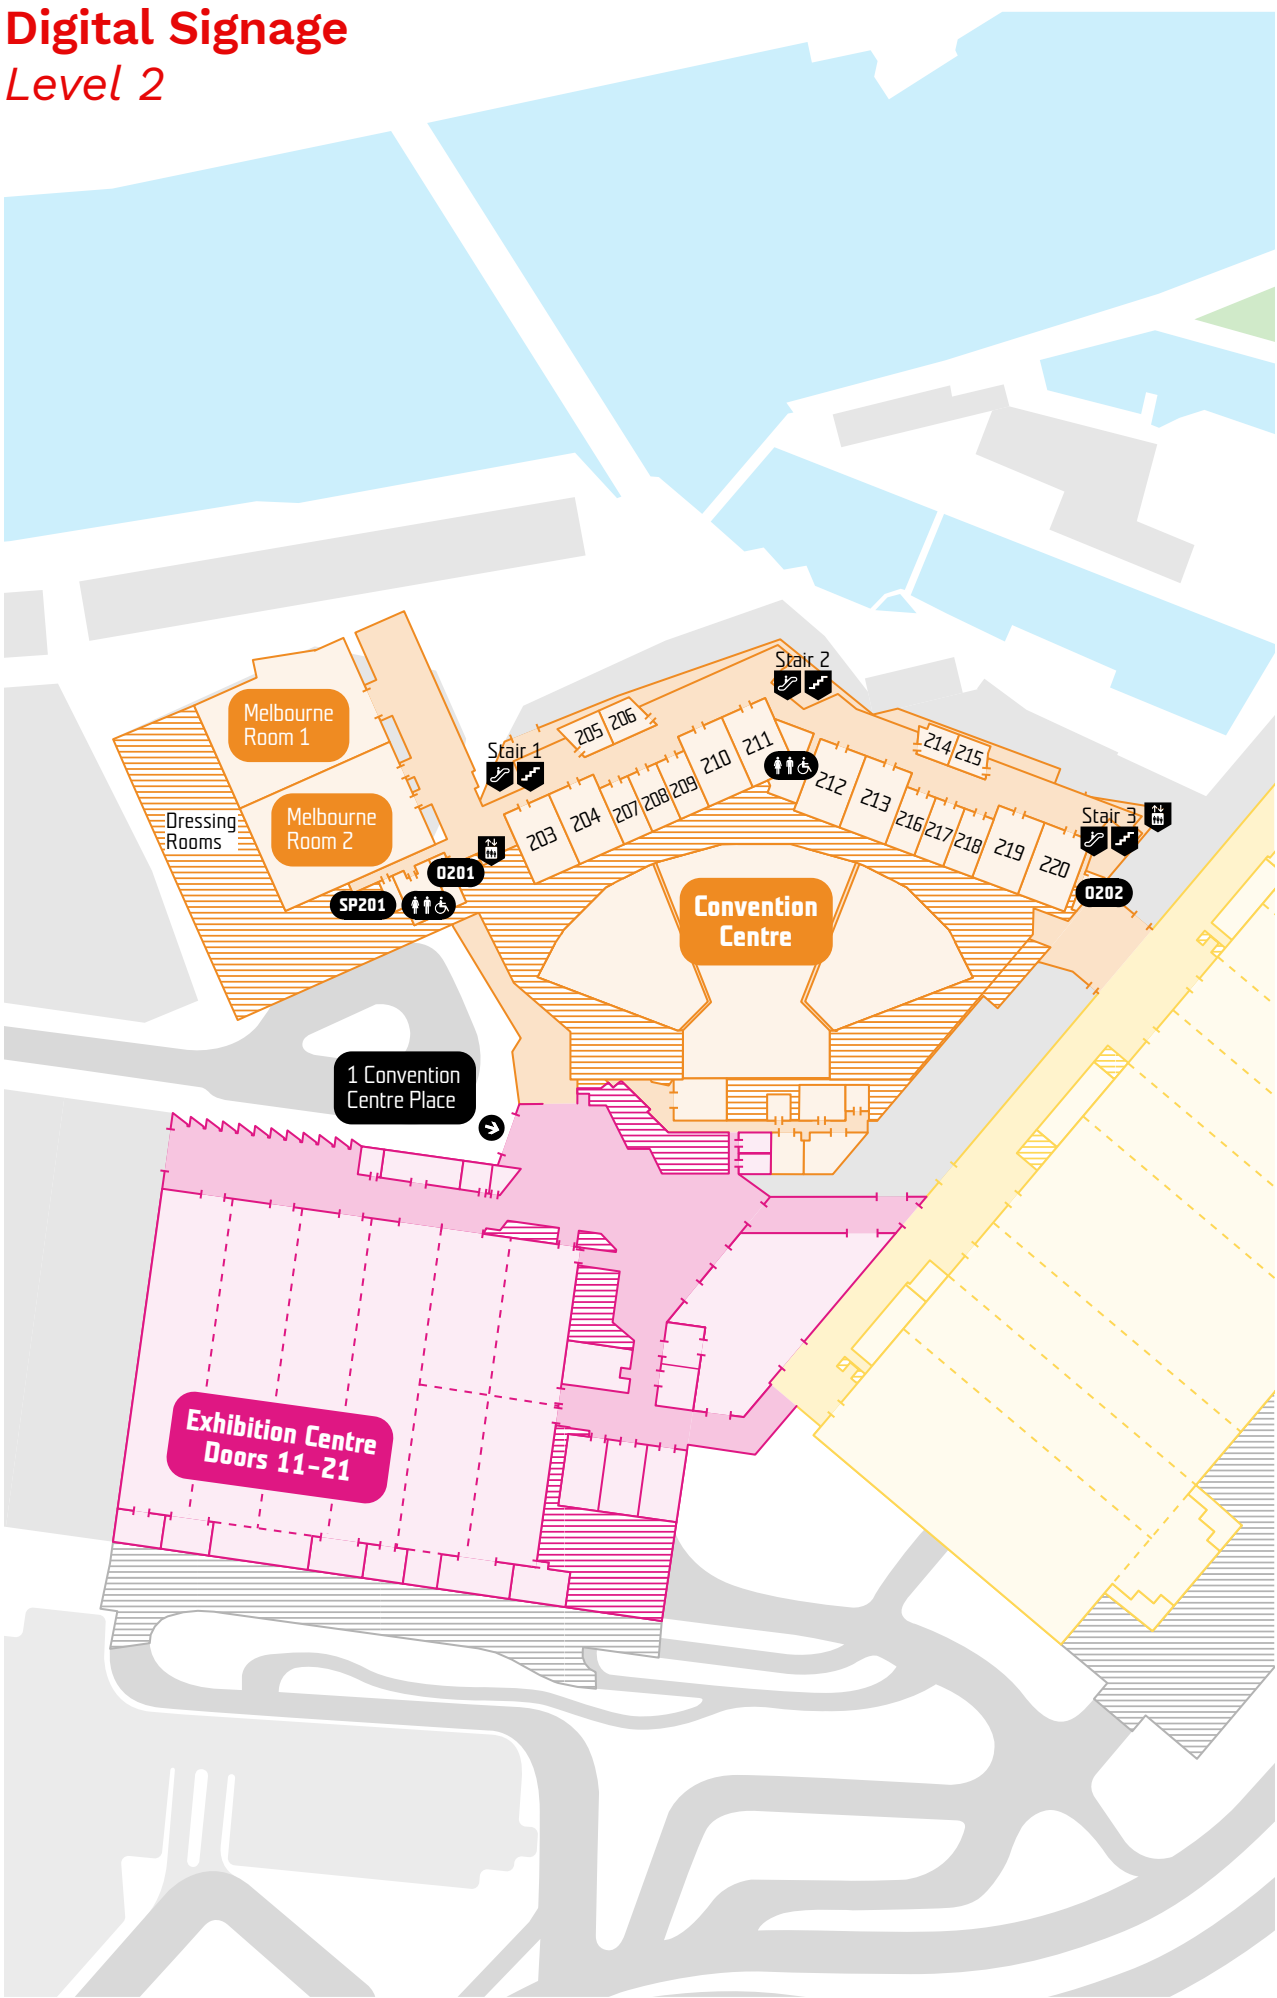 Digital Signage
Level 2
Stair 2
Melbourne
Room 1
205
206
211
210
214
215
Stair 1
212
213
209
208
207
204
203
216
217
218
219
220
Stair 3
Melbourne
Room 2
Dressing
Rooms
O201
SP201
O202
Convention
Centre
1 Convention
Centre Place
Exhibition Centre
Doors 11-21